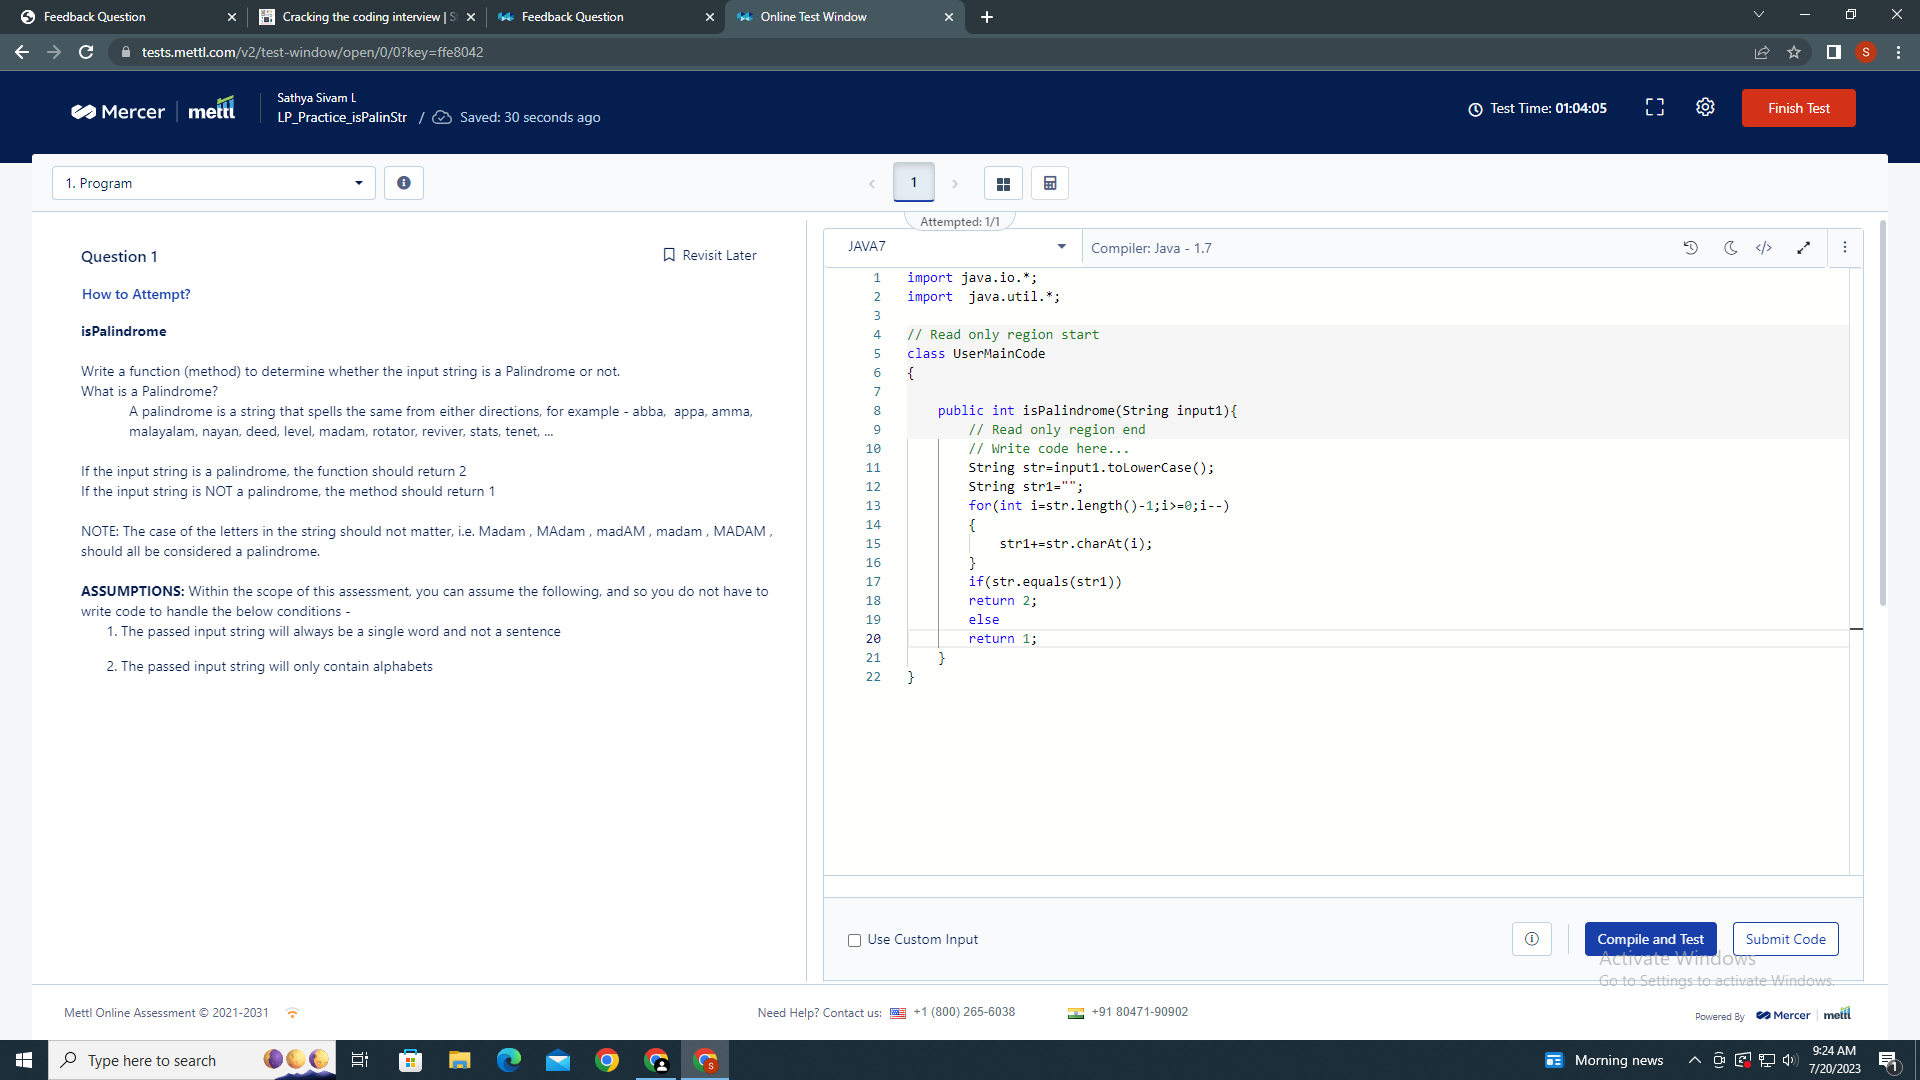 Feedback Question
Cracking the coding interview | S
Feedback Question
Online Test Window
tests.mettl.com/v2/test-window/open/0/0?key=ffe8042
S
Mercer | mettl
Sathya Sivam L
LP_Practice_isPalinStr / Saved: 30 seconds ago
Test Time: 01:04:05
Finish Test
1. Program
1
Attempted: 1/1
Question 1
Revisit Later
How to Attempt?
isPalindrome
Write a function (method) to determine whether the input string is a Palindrome or not.
What is a Palindrome?
A palindrome is a string that spells the same from either directions, for example - abba, appa, amma,
malayalam, nayan, deed, level, madam, rotator, reviver, stats, tenet, ...
If the input string is a palindrome, the function should return 2
If the input string is NOT a palindrome, the method should return 1
NOTE: The case of the letters in the string should not matter, i.e. Madam , MAdam , madAM , madam , MADAM ,
should all be considered a palindrome.
ASSUMPTIONS: Within the scope of this assessment, you can assume the following, and so you do not have to
write code to handle the below conditions -
1. The passed input string will always be a single word and not a sentence
2. The passed input string will only contain alphabets
JAVA7
Compiler: Java - 1.7
1 import java.io.*;
2 import  java.util.*;
3
4 // Read only region start
5 class UserMainCode
6 {
7
8     public int isPalindrome(String input1){
9         // Read only region end
10         // Write code here...
11         String str=input1.toLowerCase();
12         String str1="";
13         for(int i=str.length()-1;i>=0;i--)
14         {
15             str1+=str.charAt(i);
16         }
17         if(str.equals(str1))
18         return 2;
19         else
20         return 1;
21     }
22 }
Use Custom Input
Compile and Test
Submit Code
Activate Windows
Go to Settings to activate Windows.
Mettl Online Assessment © 2021-2031
Need Help? Contact us: +1 (800) 265-6038
+91 80471-90902
Powered By Mercer | mettl
Type here to search
S
Morning news
9:24 AM
7/20/2023
1